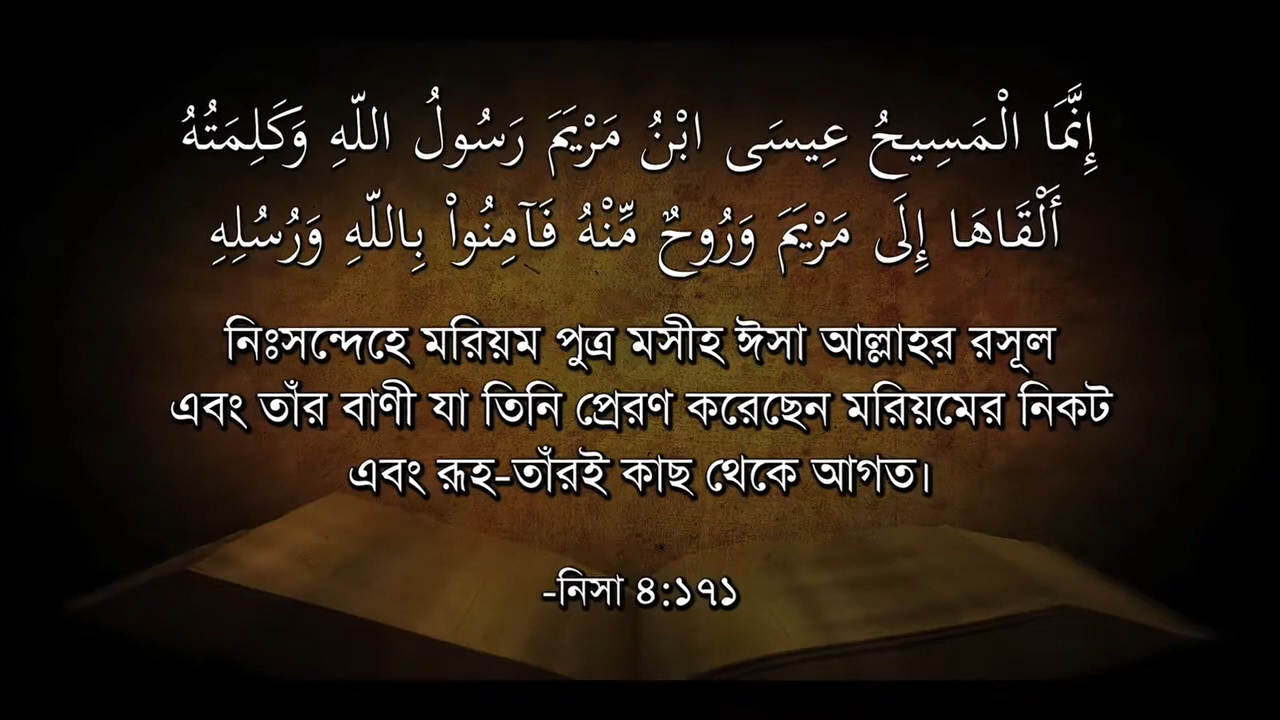 إِنَّمَا الْمَسِيحُ عِيسَى ابْنُ مَرْيَمَ رَسُولُ اللّهِ وَكَلِمَتُهُ
أَلْقَاهَا إِلَى مَرْيَمَ وَرُوحٌ مِّنْهُ فَآمِنُواْ بِاللّهِ وَرُسُلِهِ
নিঃসন্দেহে মরিয়ম পুত্র মসীহ ঈসা আল্লাহর রসূল
এবং তাঁর বাণী যা তিনি প্রেরণ করেছেন মরিয়মের নিকট
এবং রূহ-তাঁরই কাছ থেকে আগত।
-নিসা ৪:১৭১